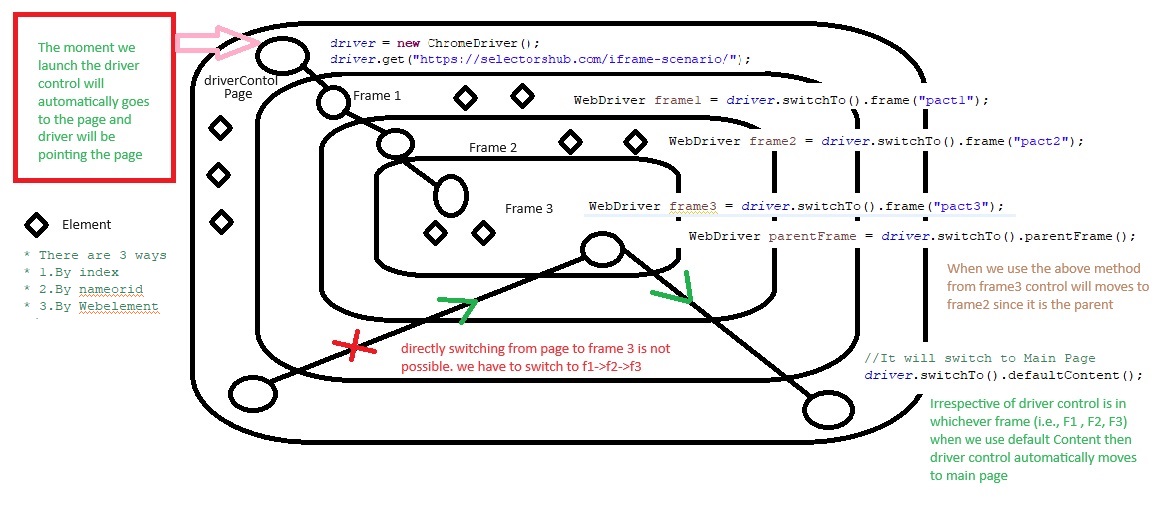 The moment we
launch the driver
control will
automatically goes
to the page and
driver will be
pointing the page
driver = new ChromeDriver();
driver.get("https://selectorshub.com/iframe-scenario/");
driverContol
Page
Frame 1
WebDriver frame1 = driver.switchTo().frame("pact1");
Frame 2
WebDriver frame2 = driver.switchTo().frame("pact2");
Frame 3
WebDriver frame3 = driver.switchTo().frame("pact3");
WebDriver parentFrame = driver.switchTo().parentFrame();
Element
* There are 3 ways
* 1.By index
* 2.By nameorid
* 3.By Webelement
When we use the above method
from frame3 control will moves to
frame2 since it is the parent
directly switching from page to frame 3 is not
possible. we have to switch to f1->f2->f3
//It will switch to Main Page
driver.switchTo().defaultContent();
Irrespective of driver control is in
whichever frame (i.e., F1 , F2, F3)
when we use default Content then
driver control automatically moves
to main page